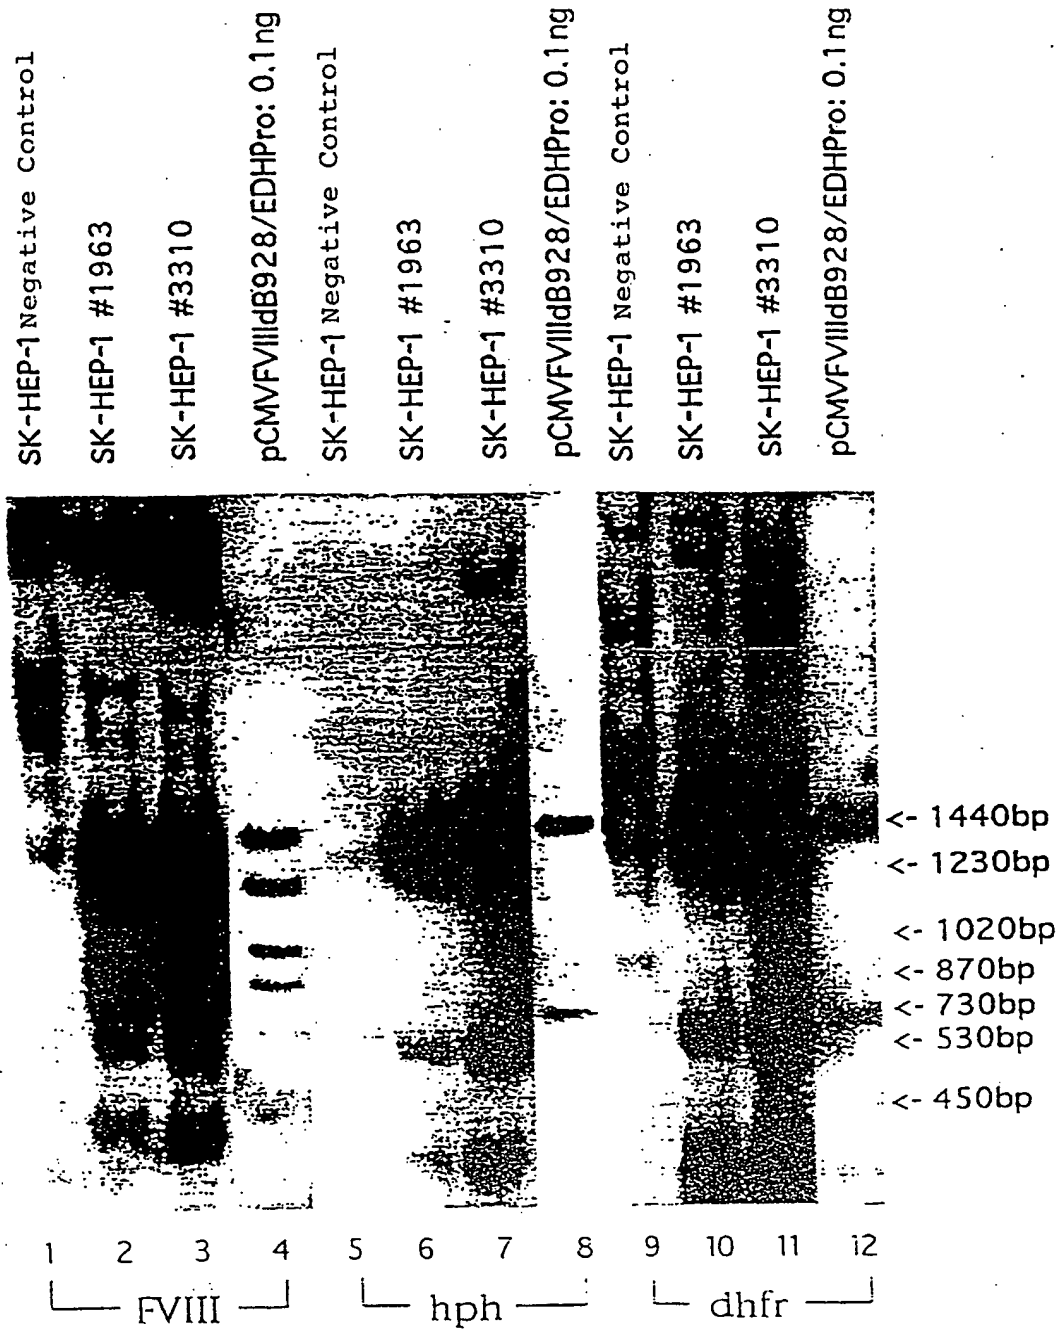 SK-HEP-1 Negative Control
SK-HEP-1 #1963
SK-HEP-1 #3310
pCMVFVIIIdB928/EDHPro: 0.1ng
SK-HEP-1 Negative Control
SK-HEP-1 #1963
SK-HEP-1 #3310
pCMVFVIIIdB928/EDHPro: 0.1ng
SK-HEP-1 Negative Control
SK-HEP-1 #1963
SK-HEP-1 #3310
pCMVFVIIIdB928/EDHPro: 0.1ng
<- 1440bp
<- 1230bp
<- 1020bp
<- 870bp
<- 730bp
<- 530bp
<- 450bp
1 2 3 4 5 6 7 8 9 10 11 12
FVIII hph dhfr